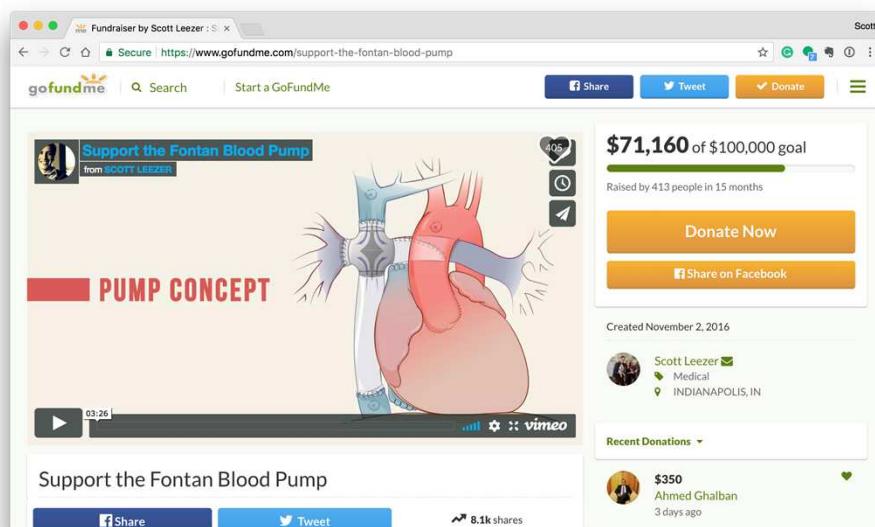 Fundraiser by Scott Leezer : S
Scott
Secure https://www.gofundme.com/support-the-fontan-blood-pump
gofundme
Search
Start a GoFundMe
Share
Tweet
Donate
Support the Fontan Blood Pump
from SCOTT LEEZER
405
PUMP CONCEPT
03:26
vimeo
$71,160 of $100,000 goal
Raised by 413 people in 15 months
Donate Now
Share on Facebook
Created November 2, 2016
Scott Leezer
Medical
INDIANAPOLIS, IN
Recent Donations
$350
Ahmed Ghalban
3 days ago
Support the Fontan Blood Pump
Share
Tweet
8.1k shares